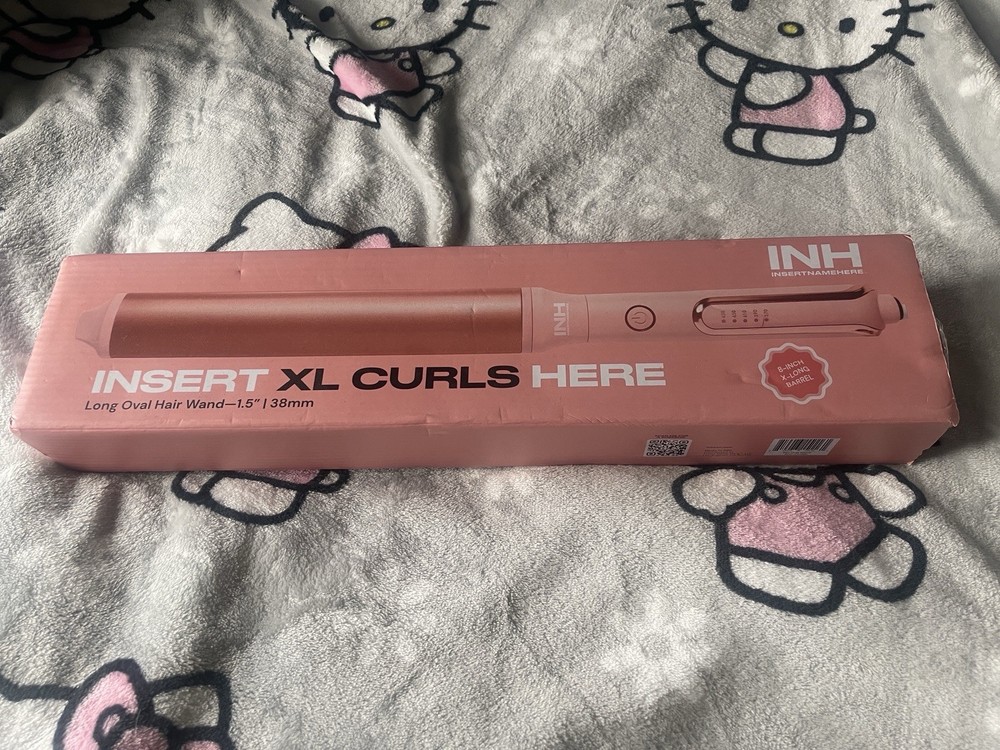 INH
INSERTNAMEHERE
INH
INSERT XL CURLS HERE
Long Oval Hair Wand—1.5" | 38mm
8-INCH
X-LONG
BARREL